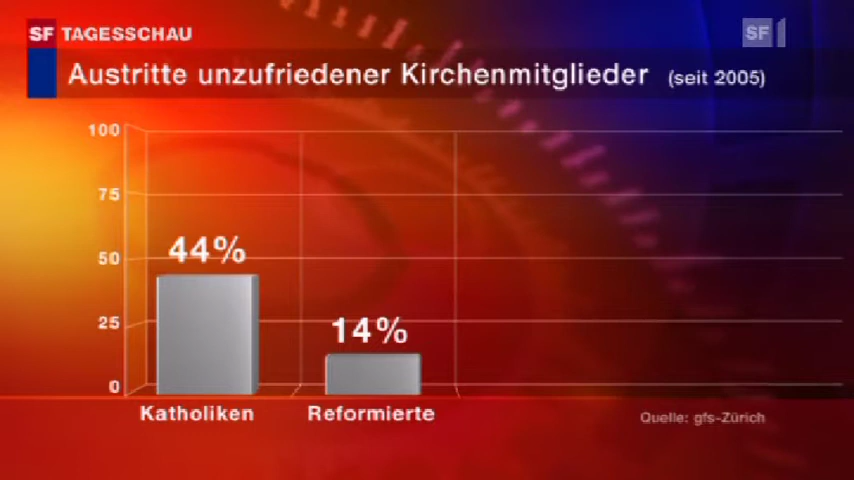 SF TAGESSCHAU
SF 1
Austritte unzufriedener Kirchenmitglieder (seit 2005)
100
75
50
25
0
44%
14%
Katholiken
Reformierte
Quelle: gfs-Zürich